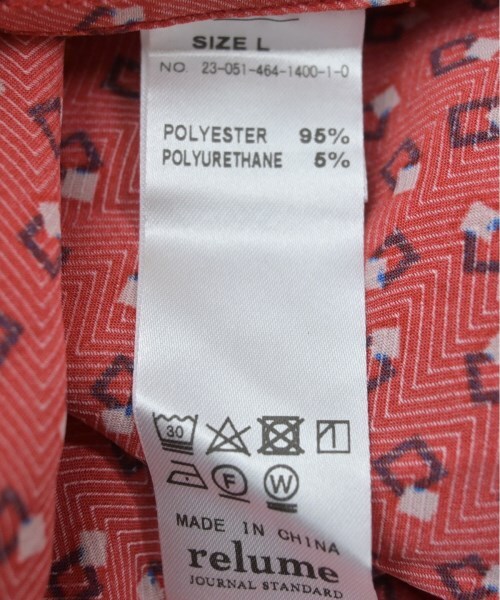 SIZE L
NO. 23-051-464-1400-1-0
POLYESTER 95%
POLYURETHANE 5%
30
F W
MADE IN CHINA
relume
JOURNAL STANDARD